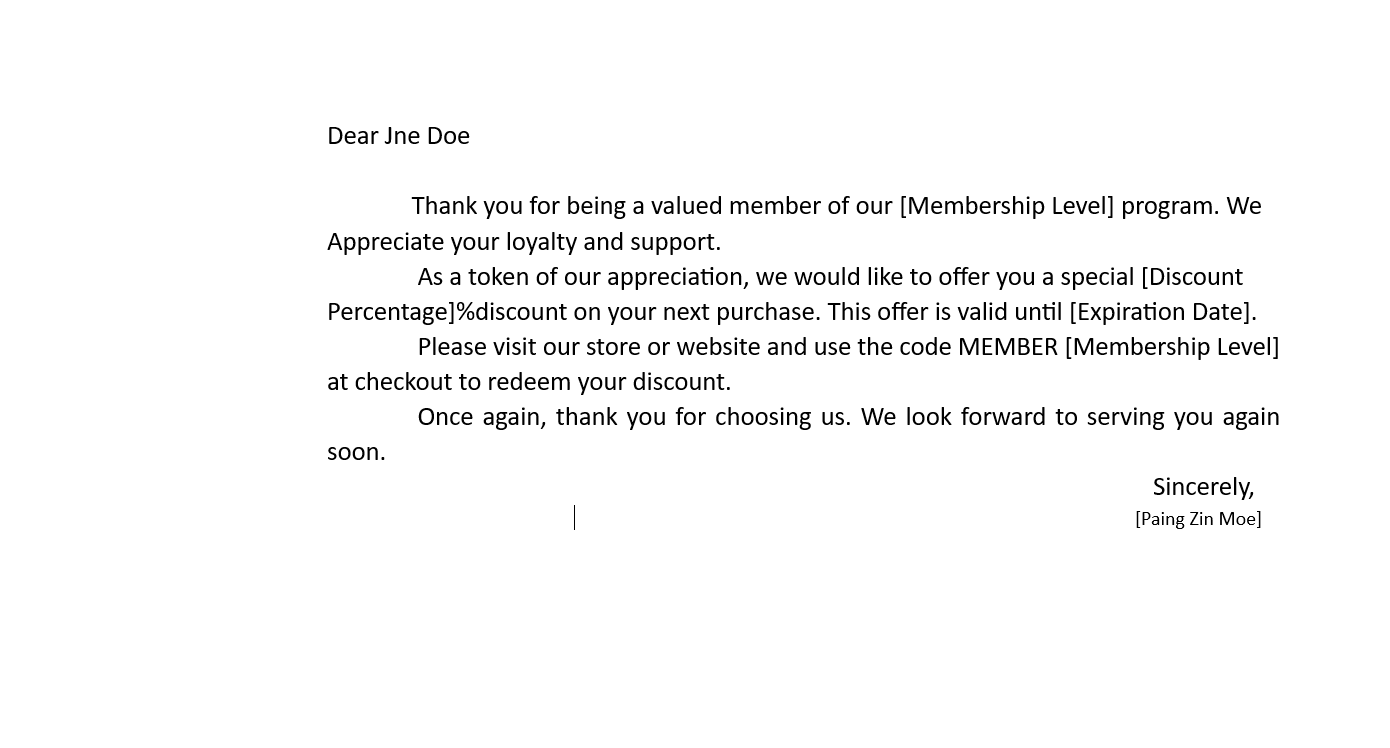 Dear Jne Doe
Thank you for being a valued member of our [Membership Level] program. We
Appreciate your loyalty and support.
As a token of our appreciation, we would like to offer you a special [Discount
Percentage]%discount on your next purchase. This offer is valid until [Expiration Date].
Please visit our store or website and use the code MEMBER [Membership Level]
at checkout to redeem your discount.
Once again, thank you for choosing us. We look forward to serving you again
soon.
Sincerely,
[Paing Zin Moe]